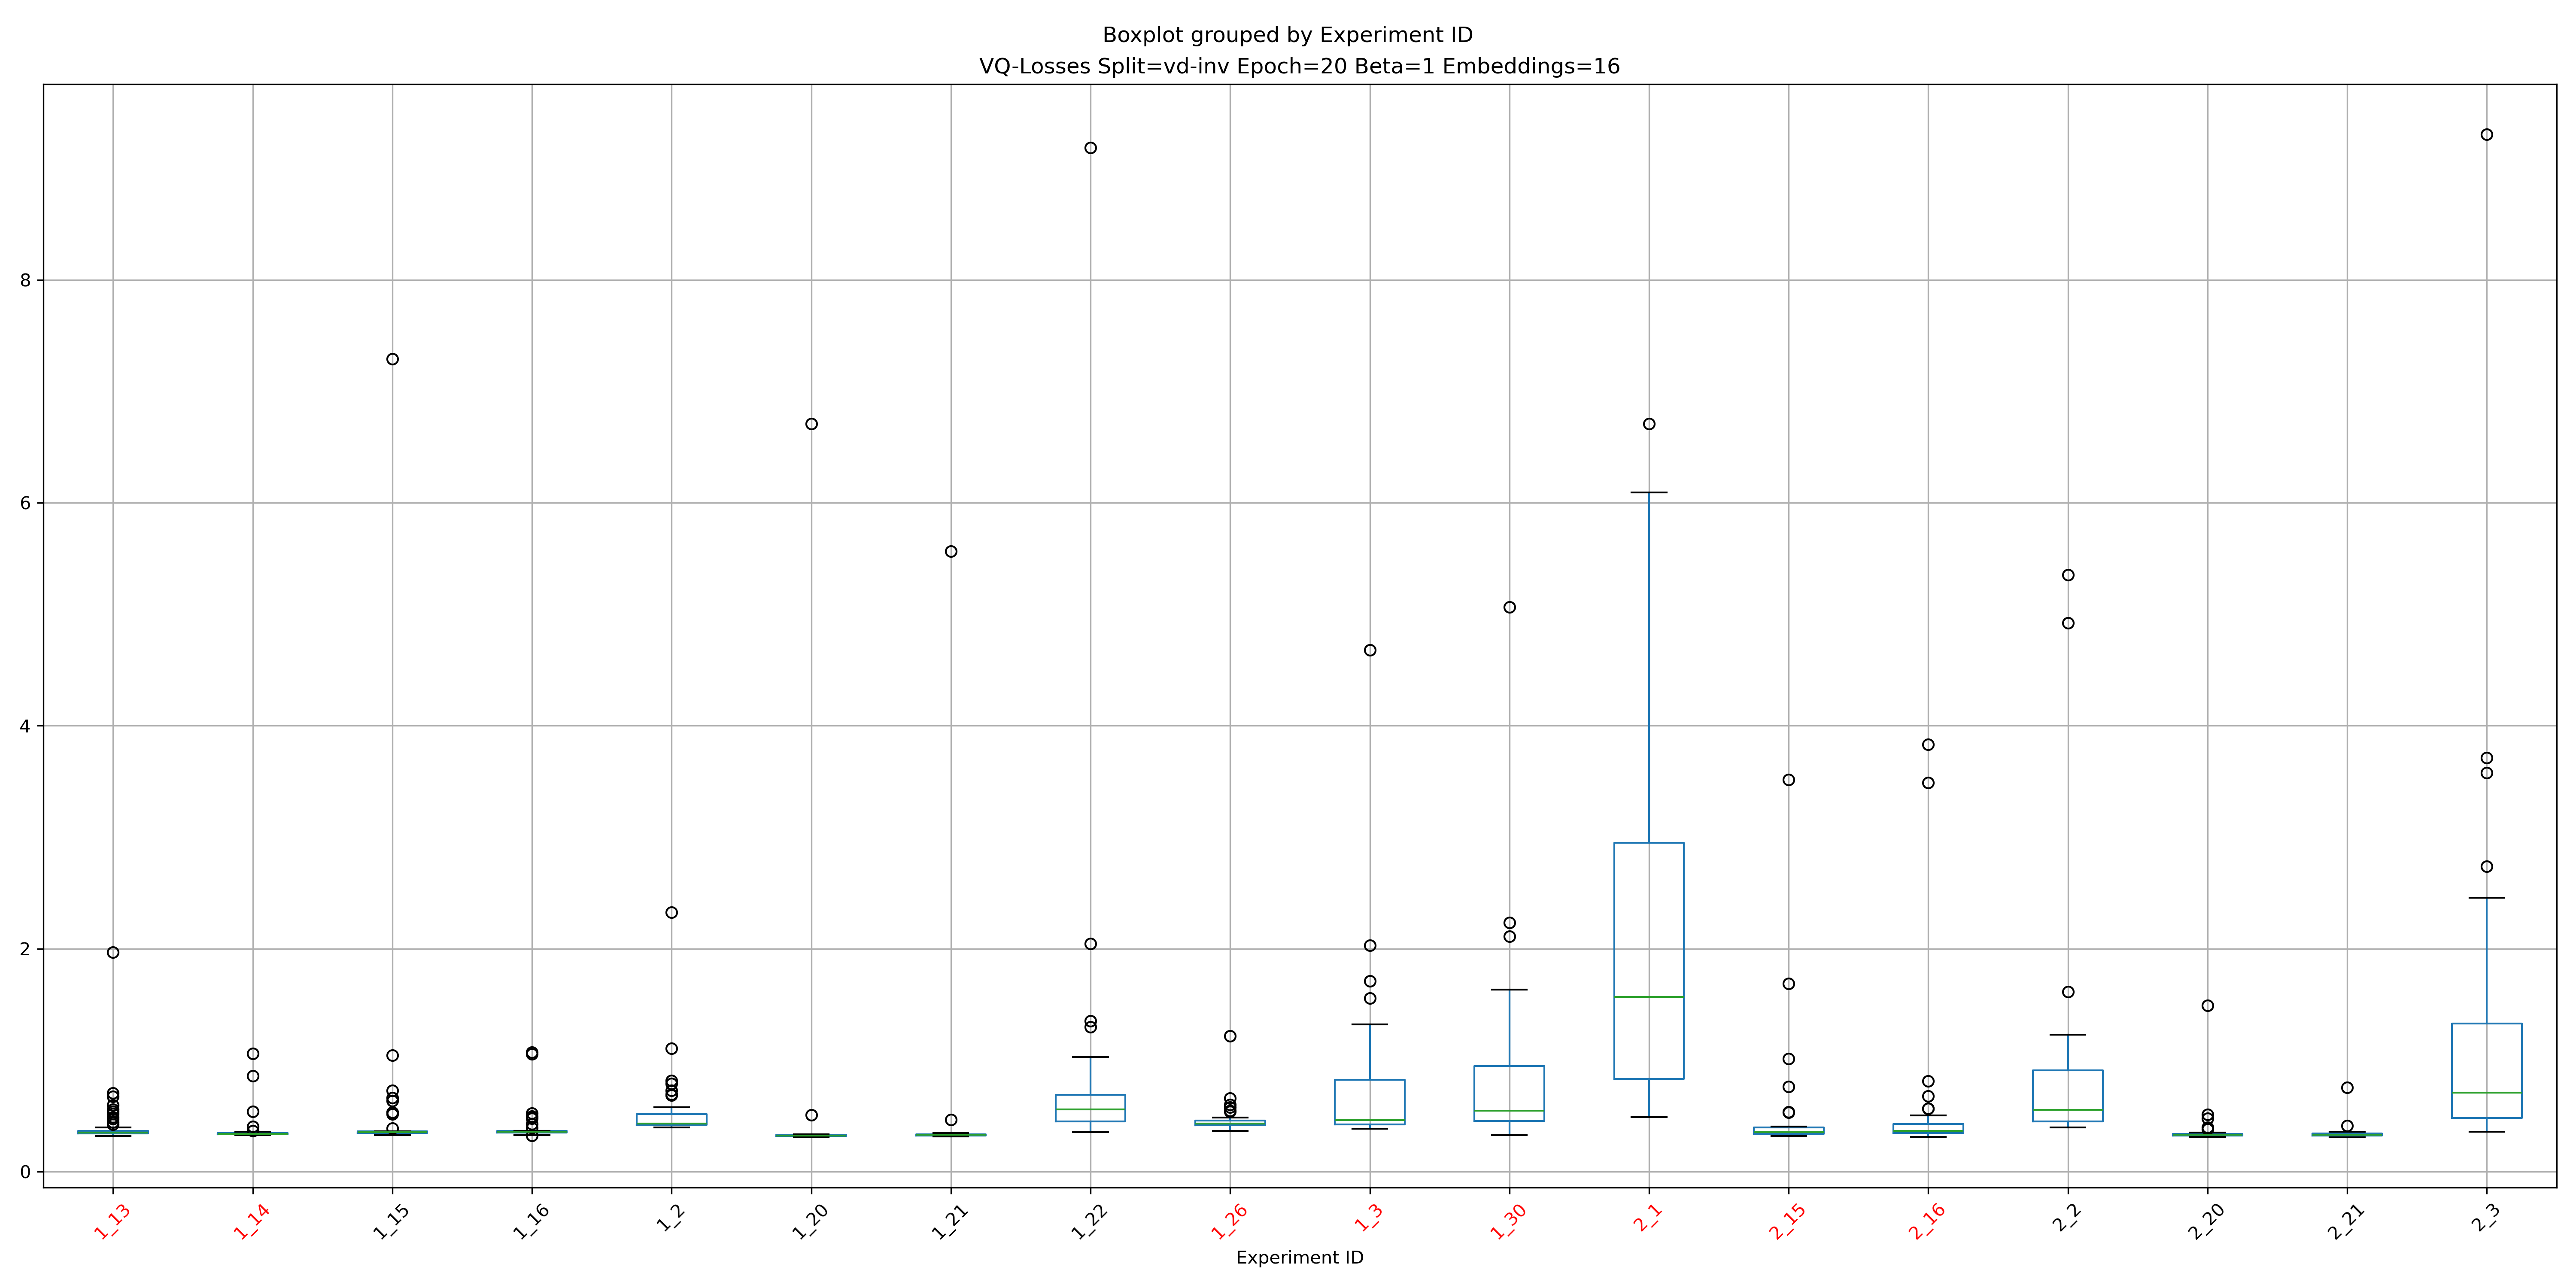 Boxplot grouped by Experiment ID
VQ-Losses Split=vd-inv Epoch=20 Beta=1 Embeddings=16
8
6
4
2
0
1_13 1_14 1_15 1_16 1_2 1_20 1_21 1_22 1_26 1_3 1_30 2_1 2_15 2_16 2_2 2_20 2_21 2_3
Experiment ID